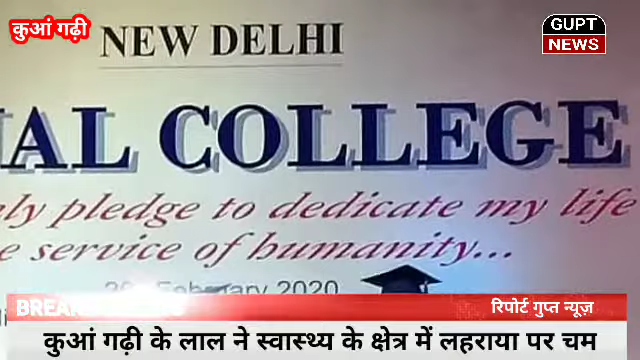 कुआं गढ़ी
GUPT
NEWS
NEW DELHI
AL COLLEGE
ly pledge to dedicate my life
e service of humanity...
February 2020
रिपोर्ट गुप्त न्यूज़
कुआं गढ़ी के लाल ने स्वास्थ्य के क्षेत्र में लहराया पर चम